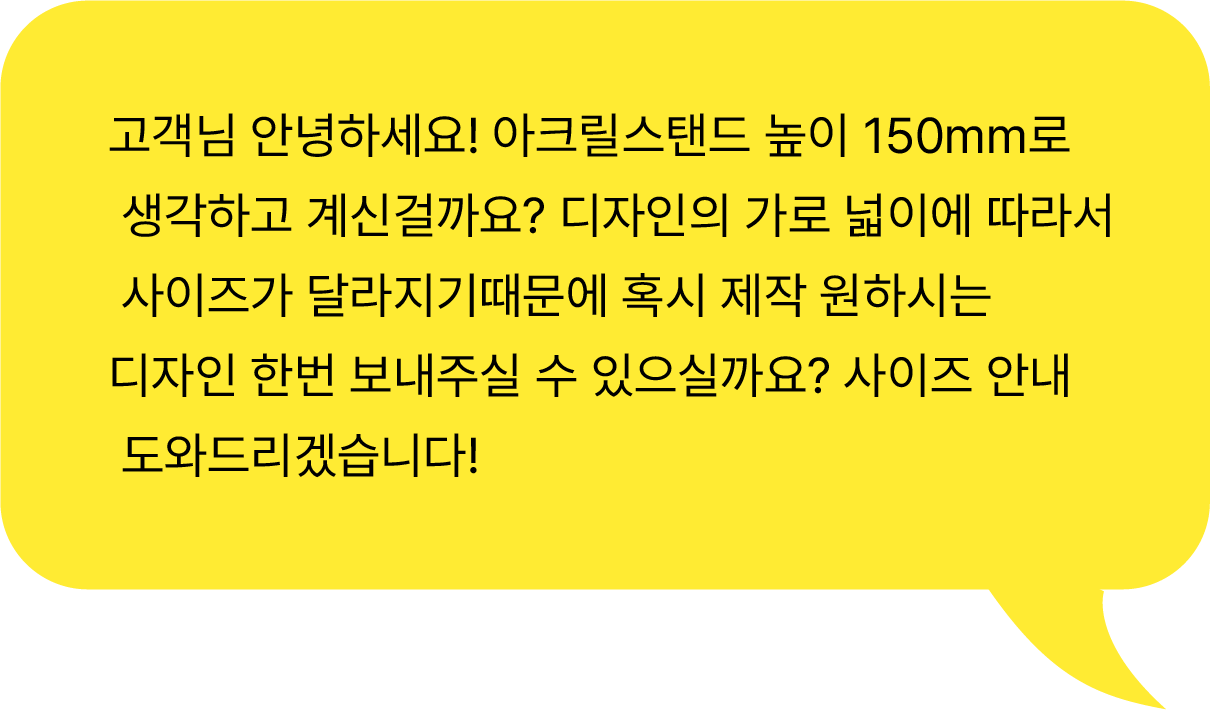 고객님 안녕하세요! 아크릴스탠드 높이 150mm로
생각하고 계신걸까요? 디자인의 가로 넓이에 따라서
사이즈가 달라지기때문에 혹시 제작 원하시는
디자인 한번 보내주실 수 있으실까요? 사이즈 안내
도와드리겠습니다!